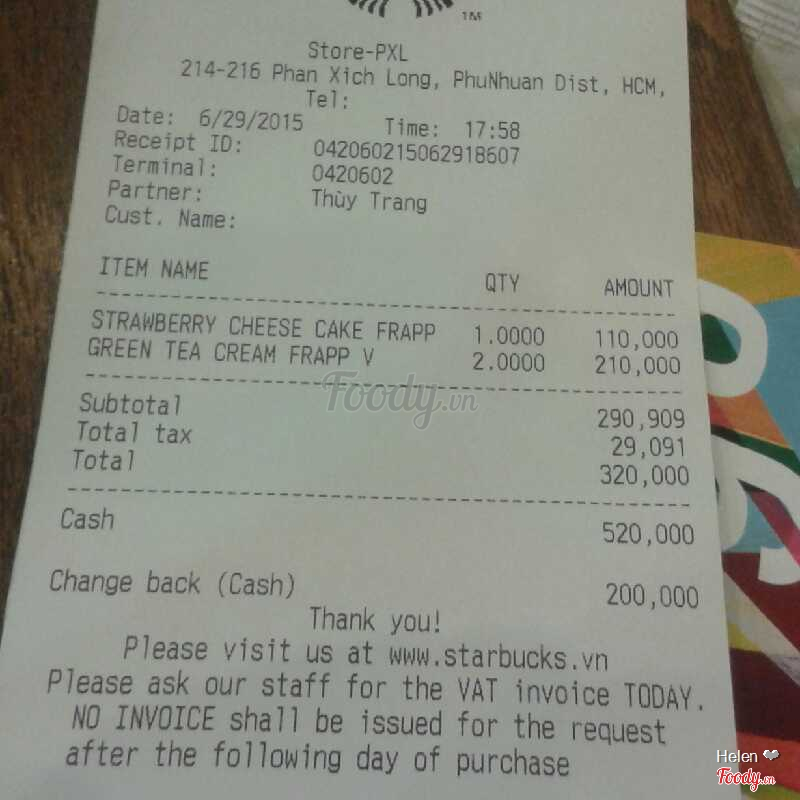 TM
Store-PXL
214-216 Phan Xich Long, PhuNhuan Dist, HCM,
Tel:
Date: 6/29/2015 Time: 17:58
Receipt ID: 042060215062918607
Terminal: 0420602
Partner: Thùy Trang
Cust. Name:
ITEM NAME QTY AMOUNT
STRAWBERRY CHEESE CAKE FRAPP 1.0000 110,000
GREEN TEA CREAM FRAPP V 2.0000 210,000
Foody.vn
Subtotal 290,909
Total tax 29,091
Total 320,000
Cash 520,000
Change back (Cash) 200,000
Thank you!
Please visit us at www.starbucks.vn
Please ask our staff for the VAT invoice TODAY.
NO INVOICE shall be issued for the request
after the following day of purchase
Helen
Foody.vn